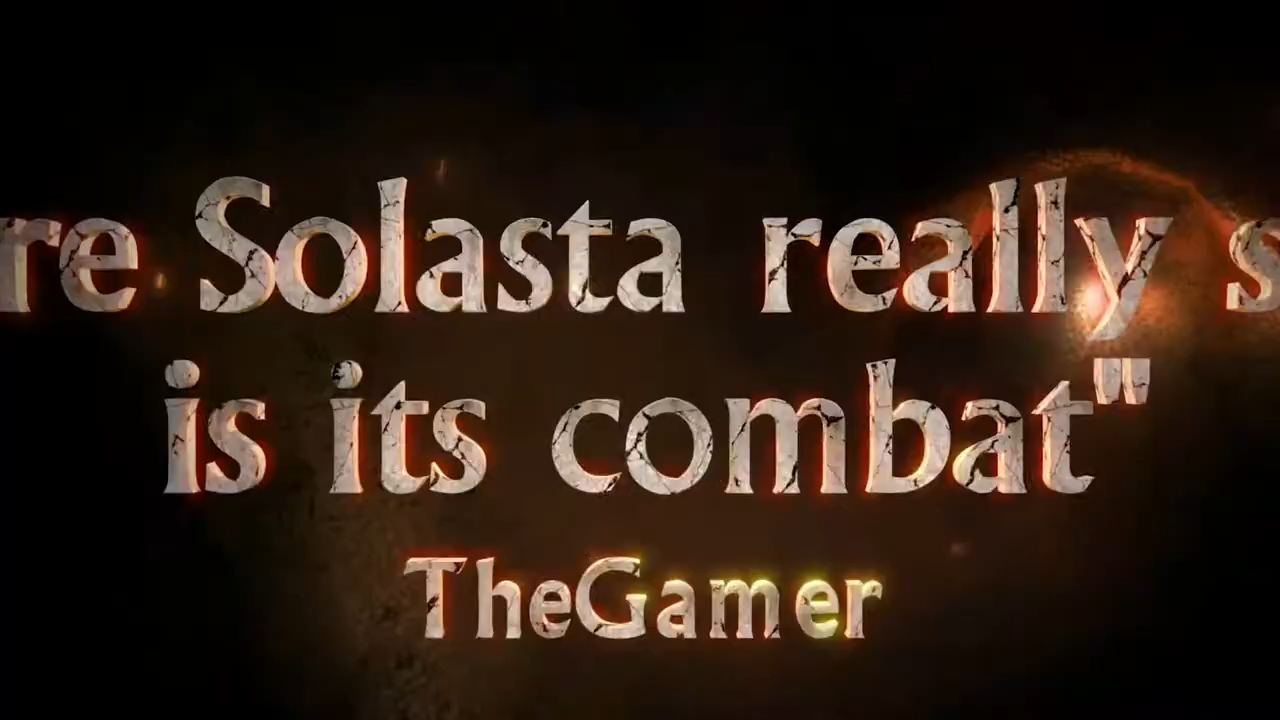 re Solasta really s
is its combat"
TheGamer